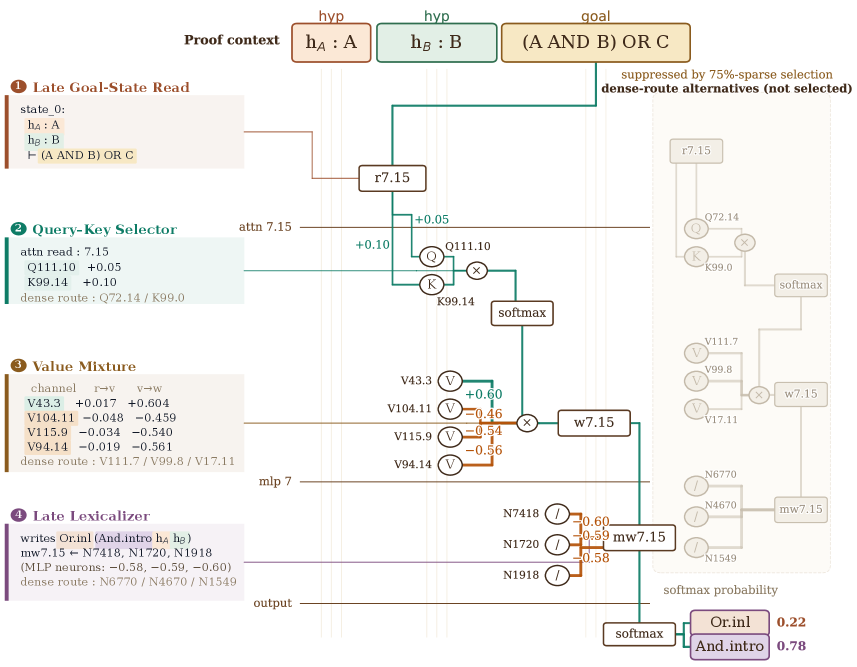 hyp
hyp
goal
Proof context
hA : A
hB : B
(A AND B) OR C
suppressed by 75%-sparse selection
dense-route alternatives (not selected)
1 Late Goal-State Read
state_0:
hA : A
hB : B
⊢ (A AND B) OR C
r7.15
r7.15
2 Query–Key Selector
attn read : 7.15
Q111.10 +0.05
K99.14 +0.10
dense route : Q72.14 / K99.0
attn 7.15
+0.05
+0.10
Q
Q111.10
K
K99.14
×
softmax
Q72.14
Q
K
K99.0
×
softmax
3 Value Mixture
channel r→v v→w
V43.3 +0.017 +0.604
V104.11 −0.048 −0.459
V115.9 −0.034 −0.540
V94.14 −0.019 −0.561
dense route : V111.7 / V99.8 / V17.11
V43.3 V
+0.60
V104.11 V
−0.46
V115.9 V
−0.54
V94.14 V
−0.56
×
w7.15
V111.7
V
V99.8
V
V
V17.11
×
w7.15
mlp 7
4 Late Lexicalizer
writes Or.inl (And.intro hA hB)
mw7.15 ← N7418, N1720, N1918
(MLP neurons: −0.58, −0.59, −0.60)
dense route : N6770 / N4670 / N1549
N7418 /
−0.60
N1720 /
−0.59
N1918 /
−0.58
mw7.15
N6770
/
N4670
/
/
N1549
mw7.15
output
softmax probability
softmax
Or.inl 0.22
And.intro 0.78